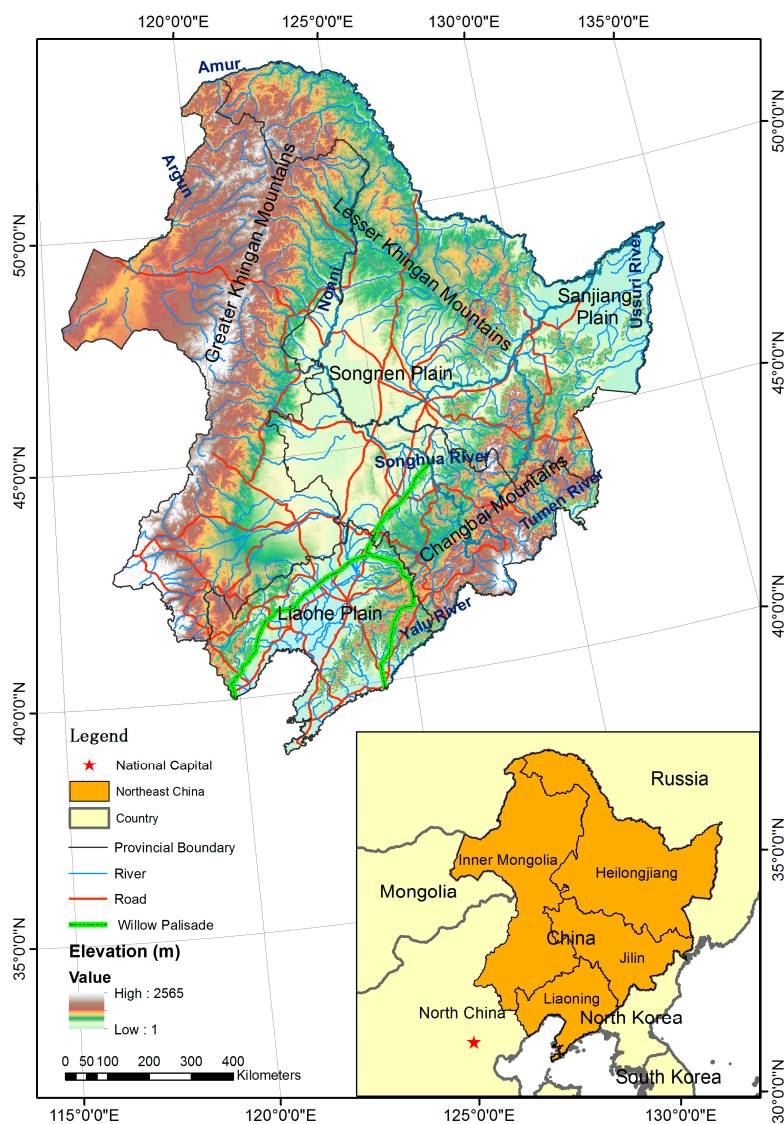 120°0'0"E
125°0'0"E
130°0'0"E
135°0'0"E
50°0'0"N
45°0'0"N
40°0'0"N
35°0'0"N
50°0'0"N
45°0'0"N
40°0'0"N
35°0'0"N
30°0'0"N
Amur
Argun
Greater Khingan Mountains
Nonni
Lesser Khingan Mountains
Sanjiang
Plain
Ussuri River
Songnen Plain
Songhua River
Changbai Mountains
Tumen River
Liaohe Plain
Yalu River
Legend
National Capital
Northeast China
Country
Provincial Boundary
River
Road
Willow Palisade
Elevation (m)
Value
High : 2565
Low : 1
0 50 100 200 300 400
Kilometers
Russia
Inner Mongolia
Heilongjiang
Mongolia
China
Jilin
Liaoning
North China
North Korea
South Korea
115°0'0"E
120°0'0"E
125°0'0"E
130°0'0"E